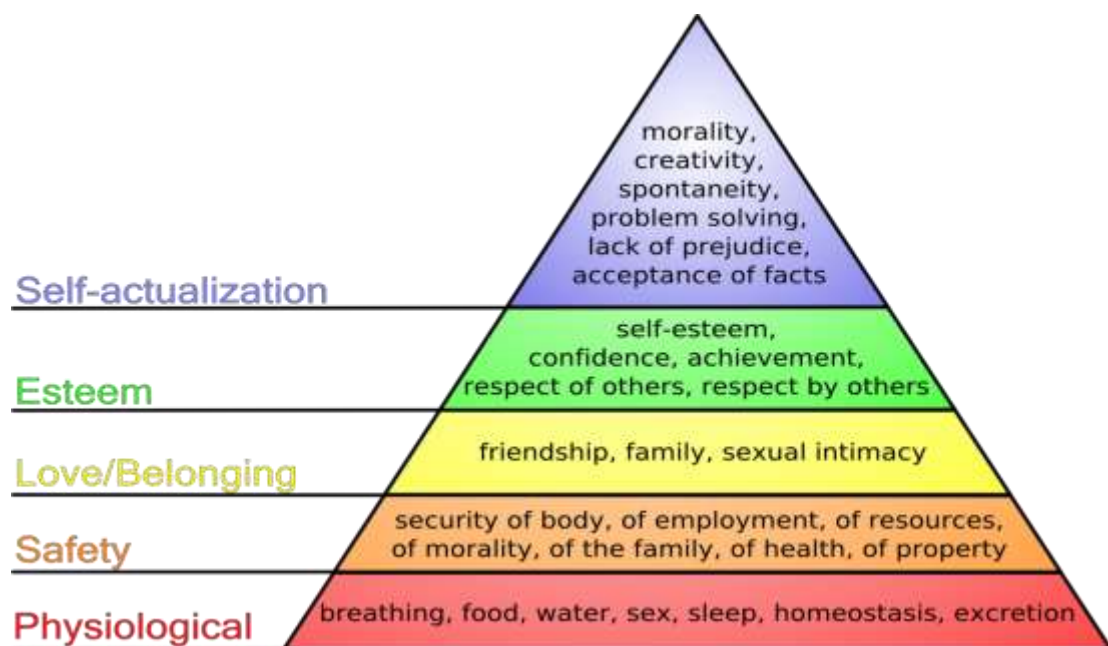 morality,
creativity,
spontaneity,
problem solving,
lack of prejudice,
acceptance of facts
Self-actualization
self-esteem,
confidence, achievement,
respect of others, respect by others
Esteem
friendship, family, sexual intimacy
Love/Belonging
security of body, of employment, of resources,
of morality, of the family, of health, of property
Safety
breathing, food, water, sex, sleep, homeostasis, excretion
Physiological